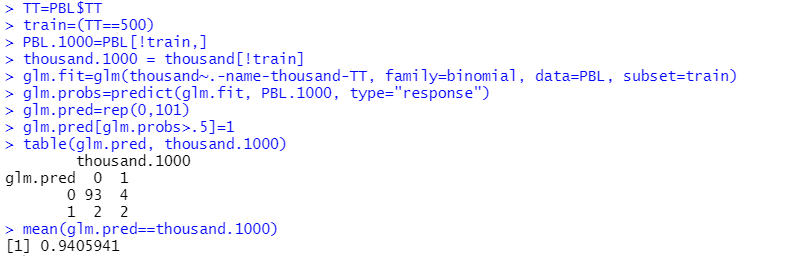 > TT=PBL$TT
> train=(TT==500)
> PBL.1000=PBL[!train,]
> thousand.1000 = thousand[!train]
> glm.fit=glm(thousand~.-name-thousand-TT, family=binomial, data=PBL, subset=train)
> glm.probs=predict(glm.fit, PBL.1000, type="response")
> glm.pred=rep(0,101)
> glm.pred[glm.probs>.5]=1
> table(glm.pred, thousand.1000)
        thousand.1000
glm.pred  0  1
       0 93  4
       1  2  2
> mean(glm.pred==thousand.1000)
[1] 0.9405941